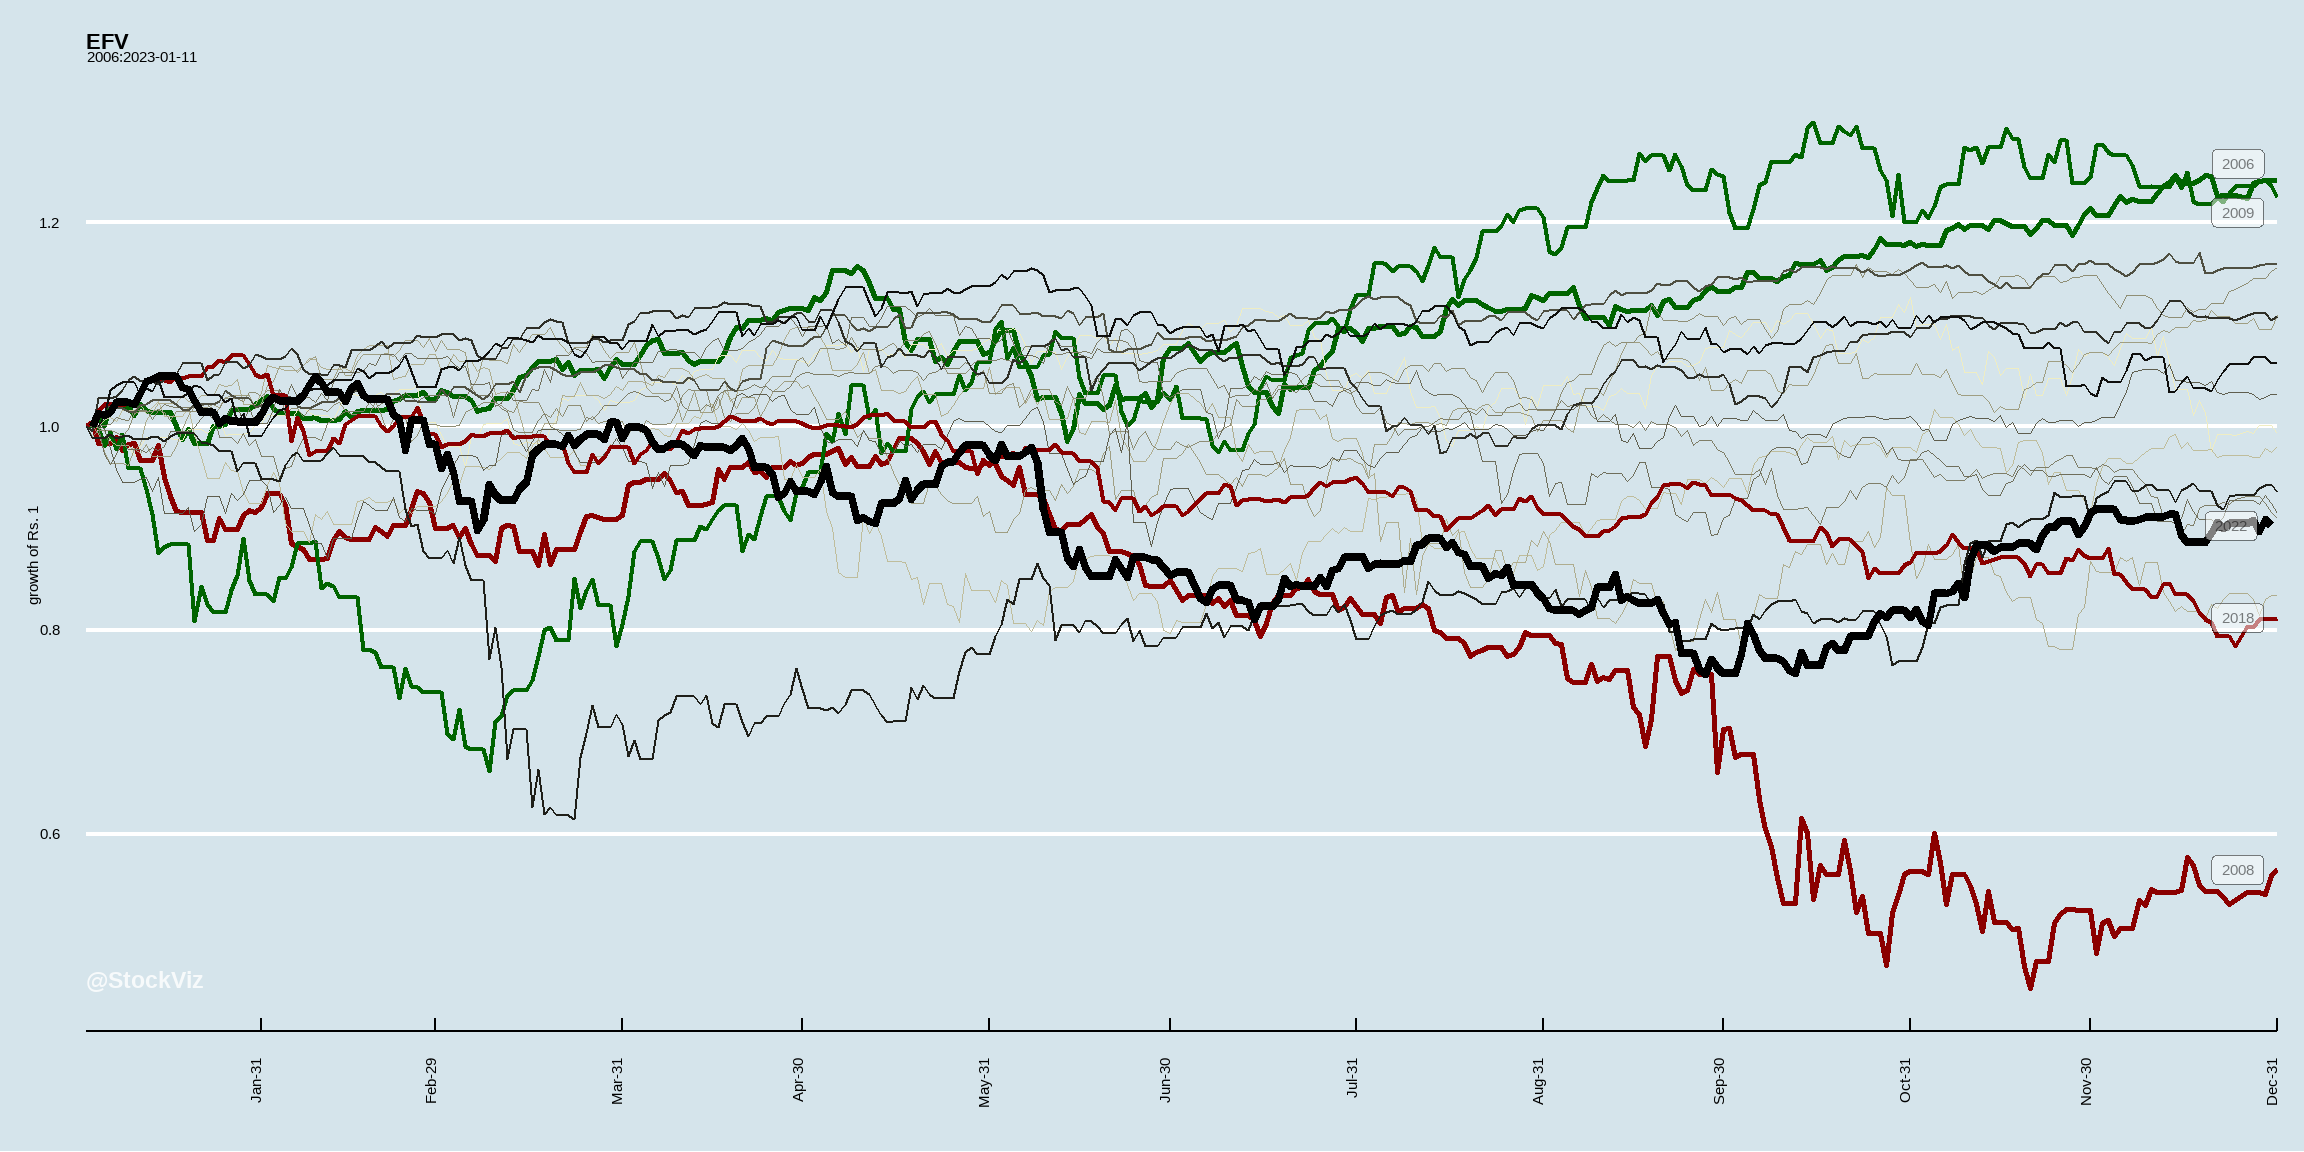 EFV
2006:2023-01-11
growth of Rs. 1
1.2
1.0
0.8
0.6
2006
2009
2022
2018
2008
@StockViz
Jan-31
Feb-29
Mar-31
Apr-30
May-31
Jun-30
Jul-31
Aug-31
Sep-30
Oct-31
Nov-30
Dec-31